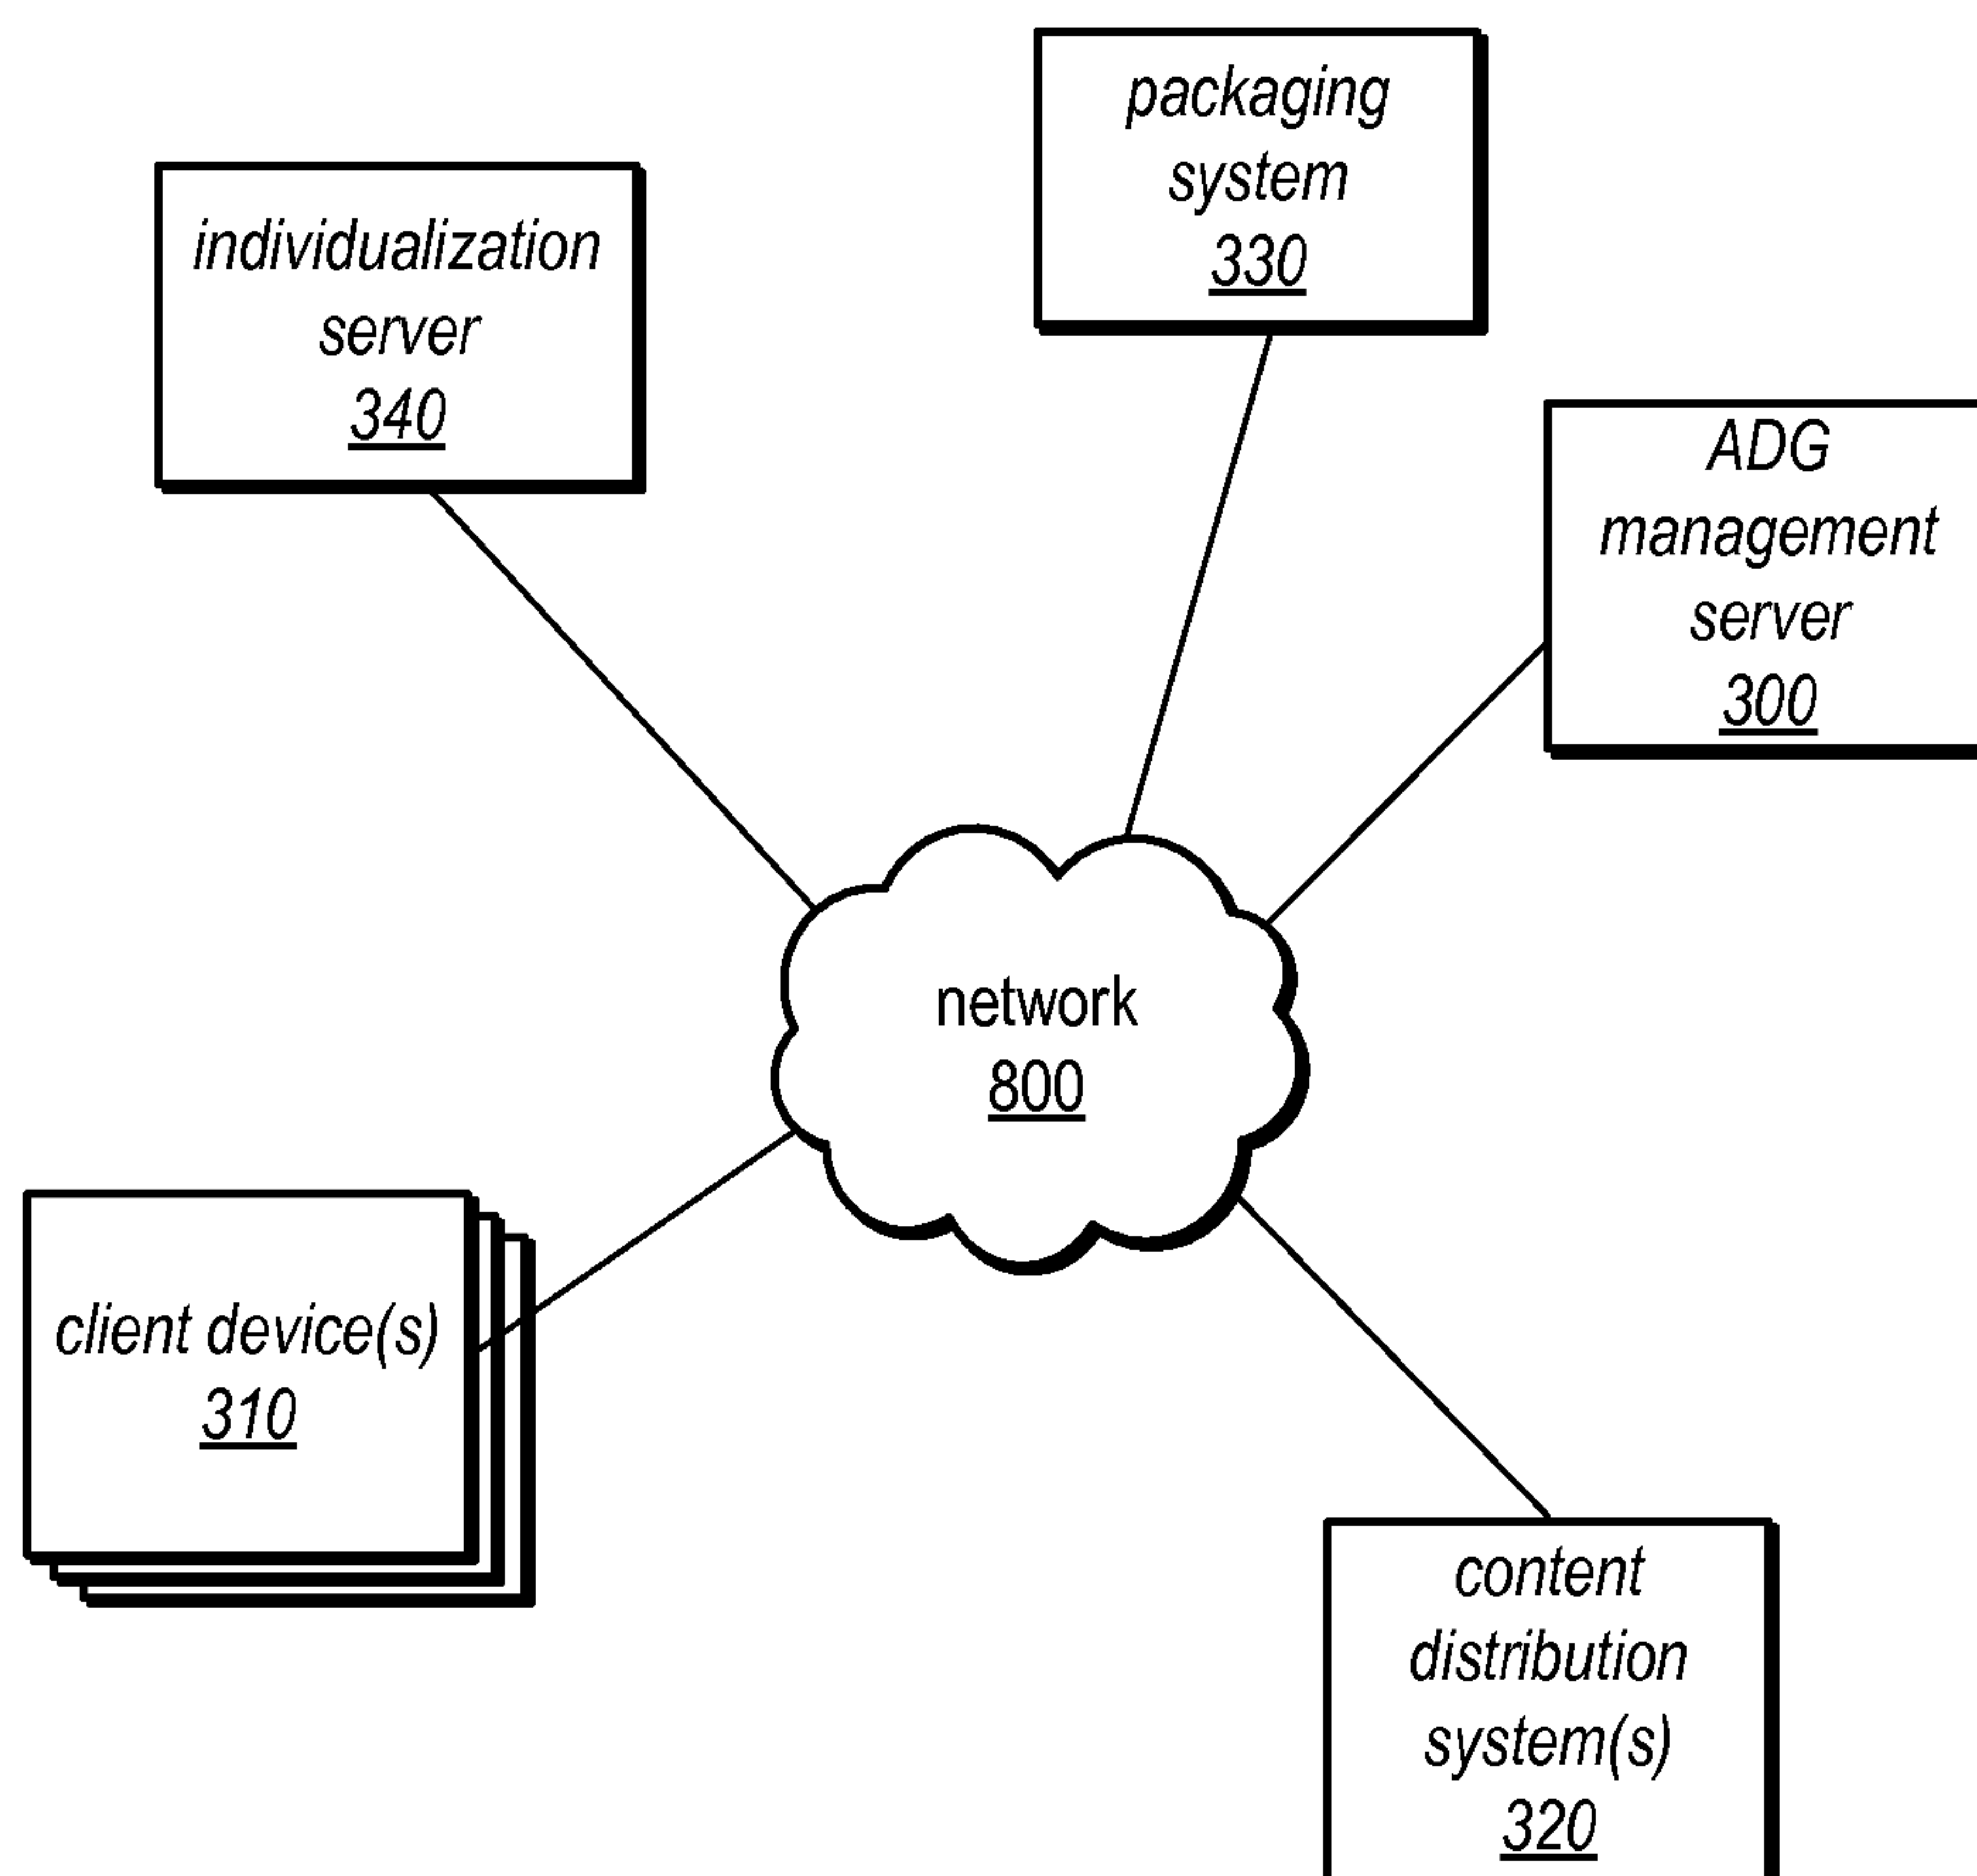 packaging
system
330
individualization
server
340
ADG
management
server
300
network
800
client device(s)
310
content
distribution
system(s)
320